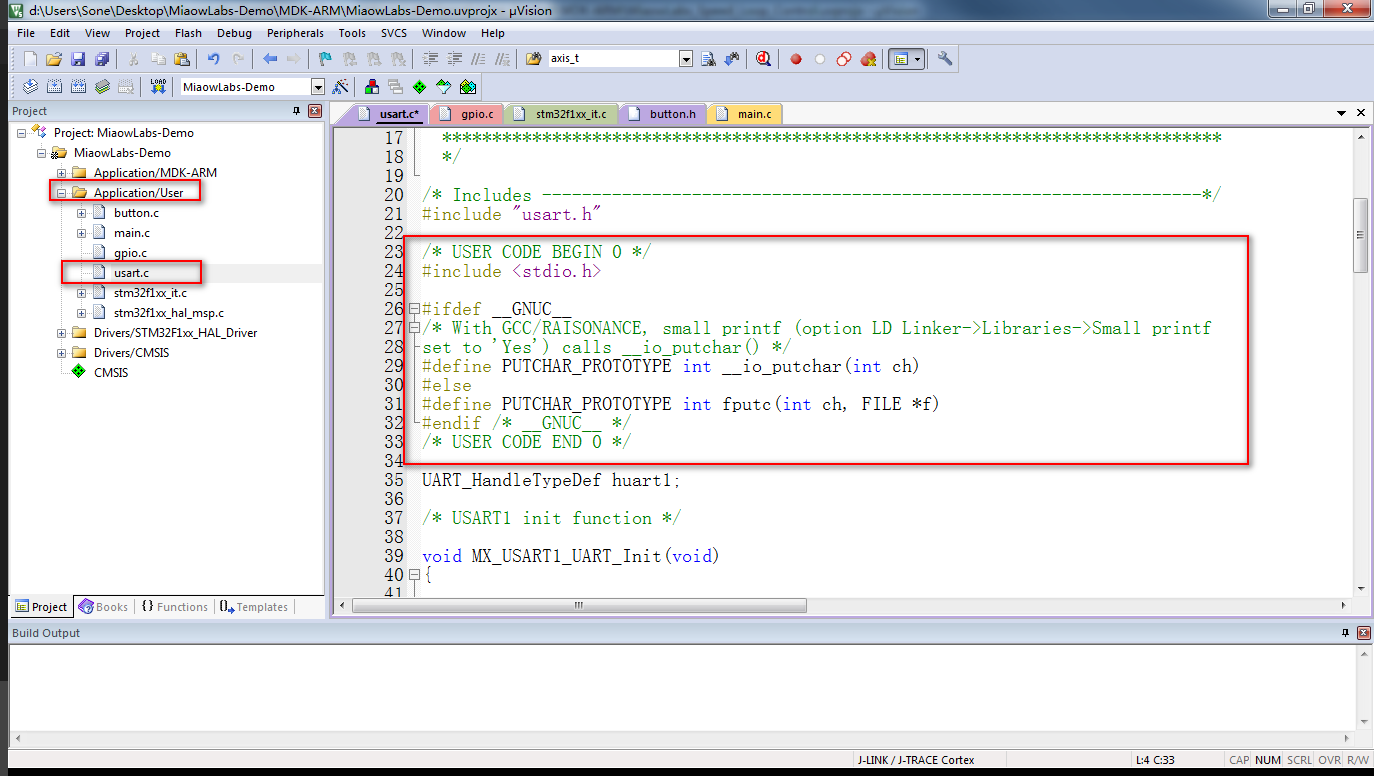 d:\Users\Sone\Desktop\MiaowLabs-Demo\MDK-ARM\MiaowLabs-Demo.uvprojx - µVision
File Edit View Project Flash Debug Peripherals Tools SVCS Window Help
axis_t
LOAD MiaowLabs-Demo
Project
usart.c* gpio.c stm32f1xx_it.c button.h main.c
Project: MiaowLabs-Demo
MiaowLabs-Demo
Application/MDK-ARM
Application/User
button.c
main.c
gpio.c
usart.c
stm32f1xx_it.c
stm32f1xx_hal_msp.c
Drivers/STM32F1xx_HAL_Driver
Drivers/CMSIS
CMSIS
17 ******************************************************************************
18 */
19
20 /* Includes ------------------------------------------------------------------*/
21 #include "usart.h"
22
23 /* USER CODE BEGIN 0 */
24 #include <stdio.h>
25
26 #ifdef __GNUC__
27 /* With GCC/RAISONANCE, small printf (option LD Linker->Libraries->Small printf
28 set to 'Yes') calls __io_putchar() */
29 #define PUTCHAR_PROTOTYPE int __io_putchar(int ch)
30 #else
31 #define PUTCHAR_PROTOTYPE int fputc(int ch, FILE *f)
32 #endif /* __GNUC__ */
33 /* USER CODE END 0 */
34
35 UART_HandleTypeDef huart1;
36
37 /* USART1 init function */
38
39 void MX_USART1_UART_Init(void)
40 {
41
Project Books {} Functions Templates
Build Output
J-LINK / J-TRACE Cortex L:4 C:33 CAP NUM SCRL OVR R/W